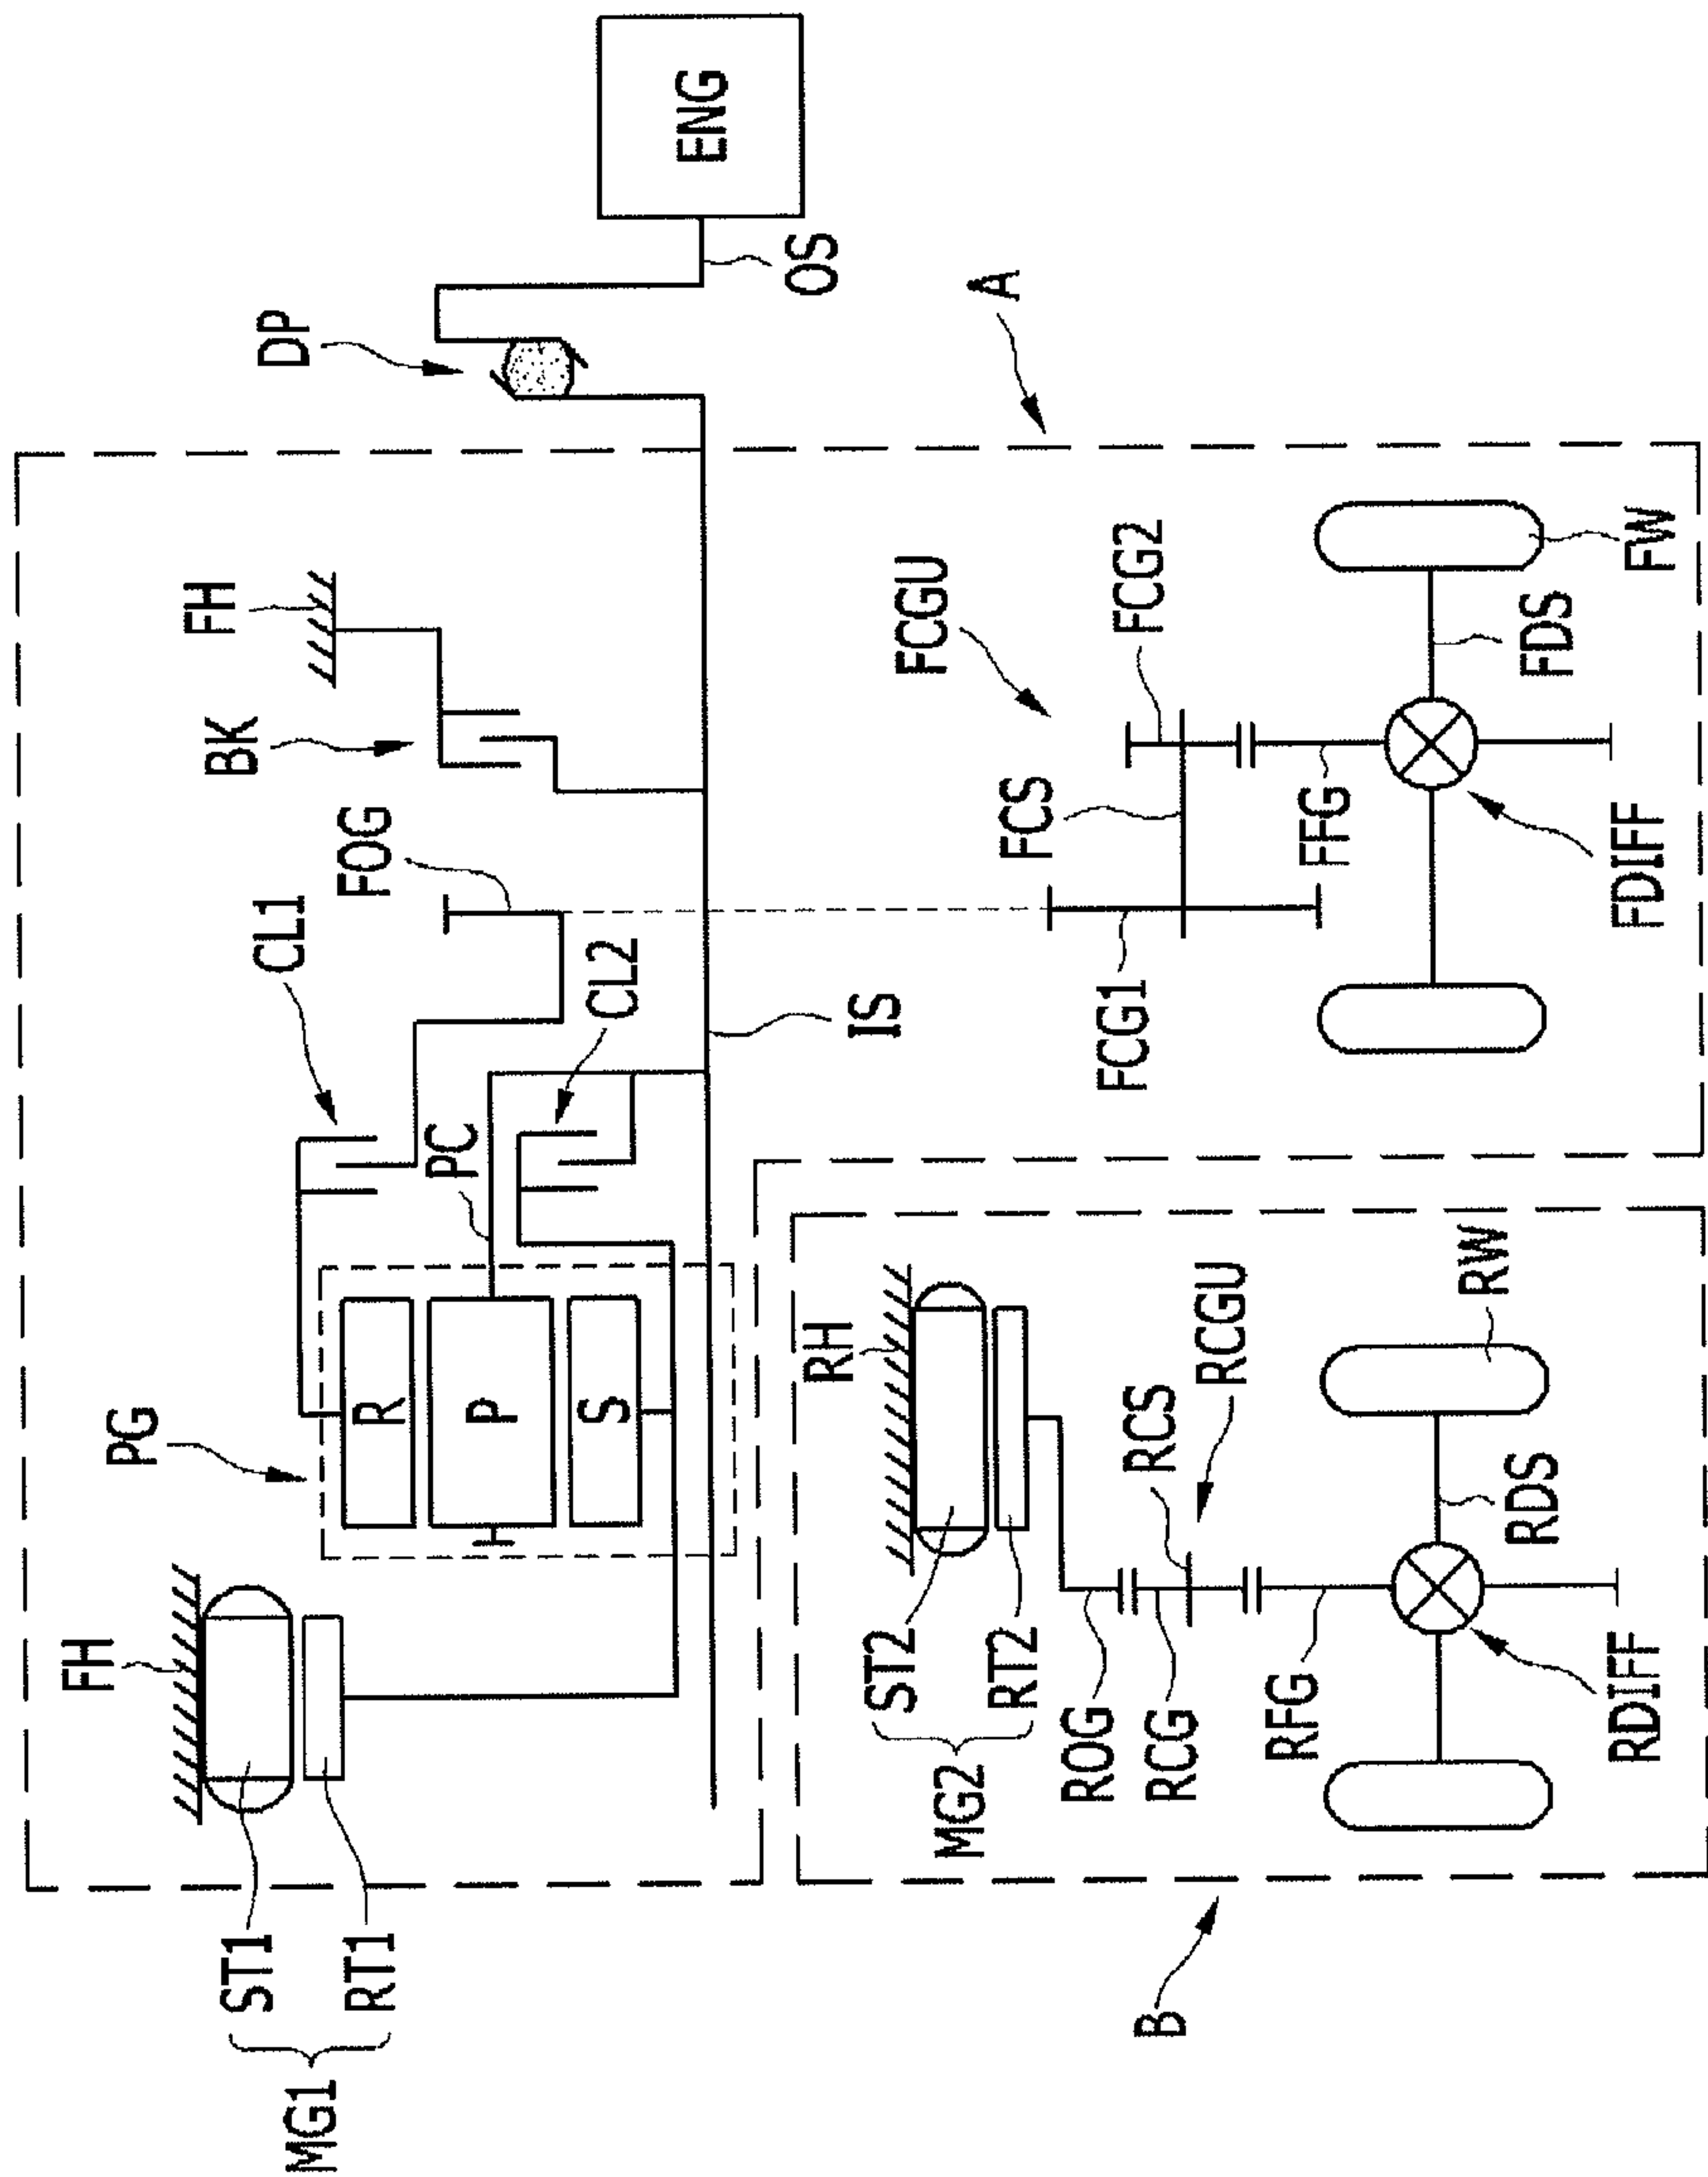 ENG
OS
DP
A
FH
BK
FOG
CL1
CL2
IS
PC
PG
R
P
S
FH
ST1
RT1
MG1
FCGU
FCG2
FCS
FCG1
FFG
FW
FDS
FDIFF
RH
RCGU
RCS
RW
RDS
ST2
RT2
MG2
ROG
RCG
RFG
RDIFF
B